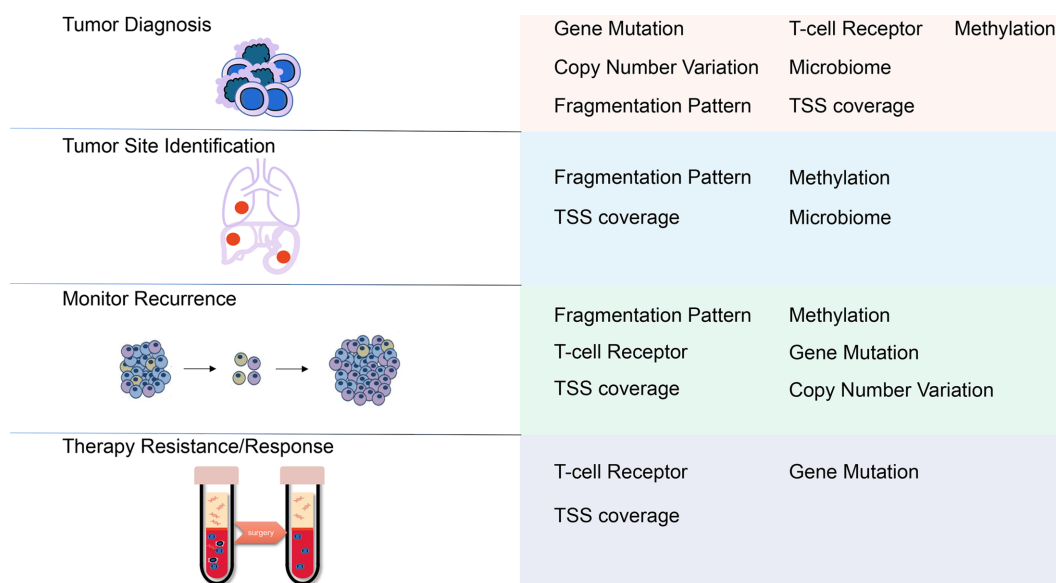 Tumor Diagnosis
Gene Mutation T-cell Receptor Methylation
Copy Number Variation Microbiome
Fragmentation Pattern TSS coverage
Tumor Site Identification
Fragmentation Pattern Methylation
TSS coverage Microbiome
Monitor Recurrence
Fragmentation Pattern Methylation
T-cell Receptor Gene Mutation
TSS coverage Copy Number Variation
Therapy Resistance/Response
T-cell Receptor Gene Mutation
TSS coverage
surgery